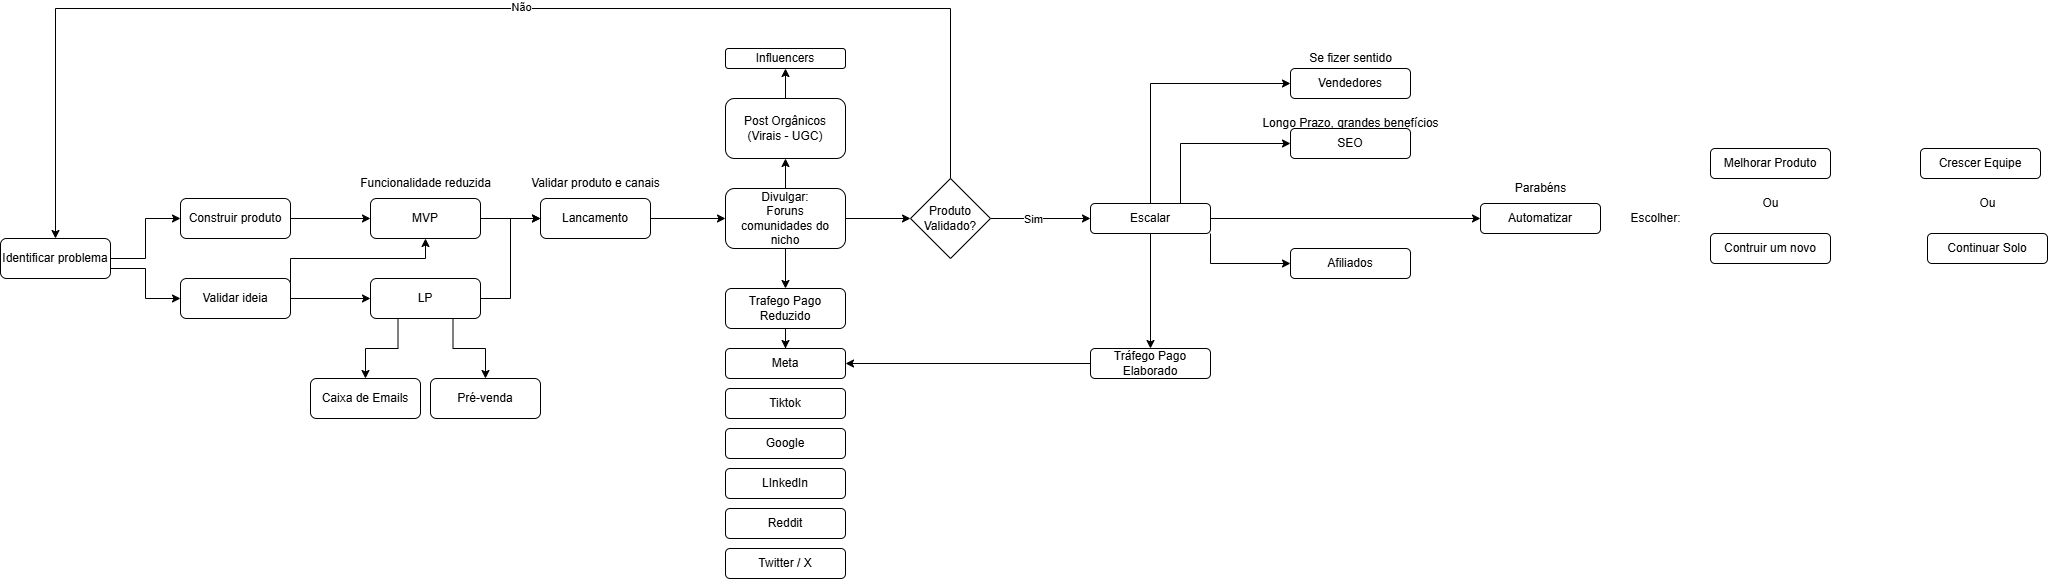 Não
Influencers
Post Orgânicos
(Virais - UGC)
Se fizer sentido
Vendedores
Longo Prazo, grandes benefícios
SEO
Funcionalidade reduzida
Validar produto e canais
Construir produto
MVP
Lancamento
Divulgar:
Foruns
comunidades do
nicho
Produto
Validado?
Sim
Escalar
Parabéns
Automatizar
Escolher:
Melhorar Produto
Ou
Contruir um novo
Crescer Equipe
Ou
Continuar Solo
Identificar problema
Validar ideia
LP
Caixa de Emails
Pré-venda
Trafego Pago
Reduzido
Afiliados
Tráfego Pago
Elaborado
Meta
Tiktok
Google
LInkedIn
Reddit
Twitter / X